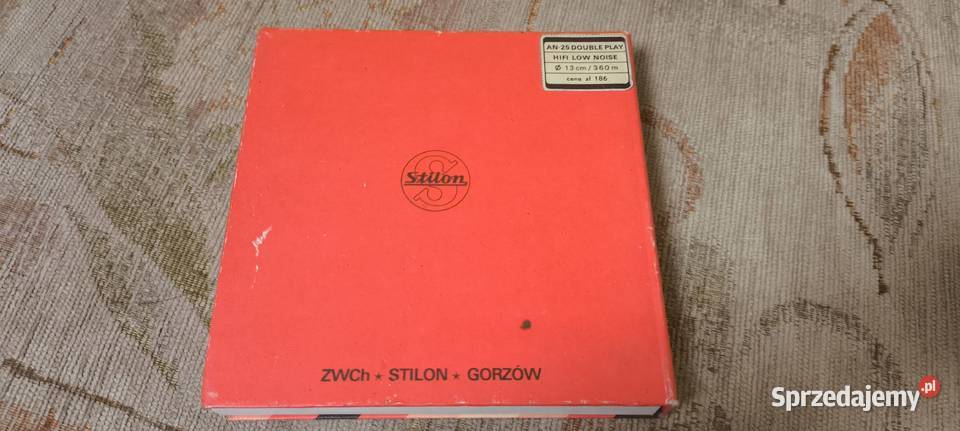 AN-25 DOUBLE PLAY
HIFI LOW NOISE
Ø 13 cm / 360 m
cena zł 186
Stilon
ZWCh ★ STILON ★ GORZÓW
Sprzedajemy.pl